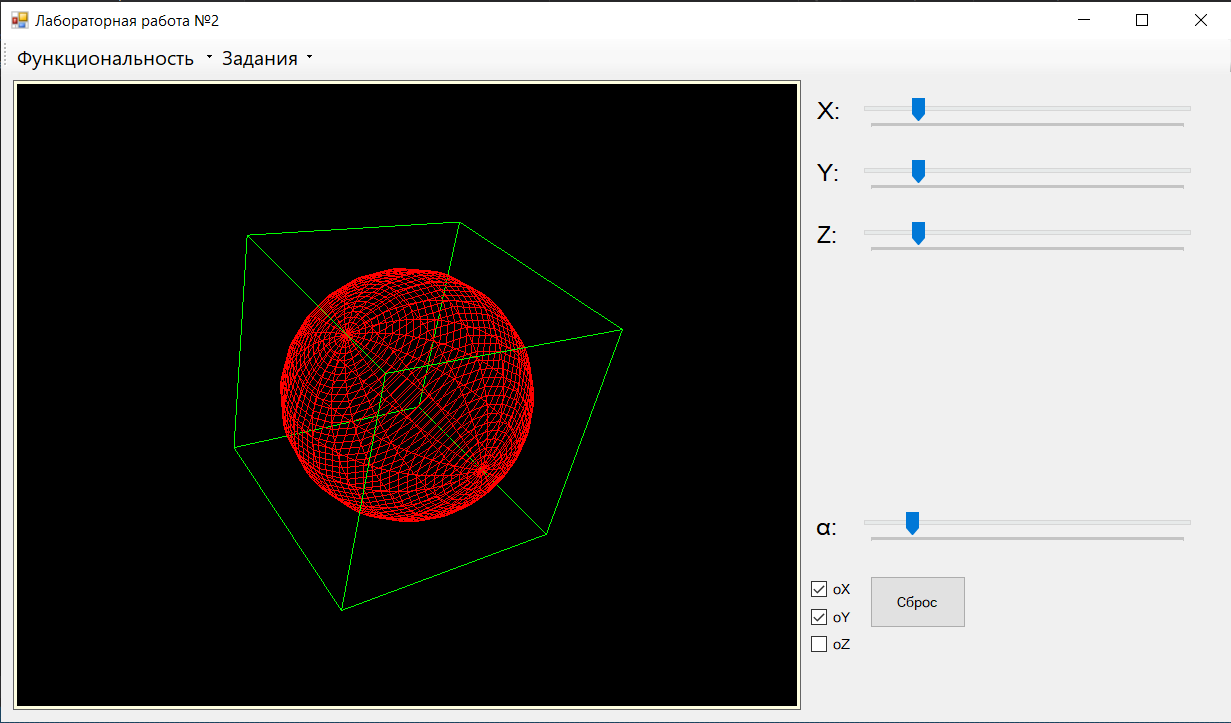 Лабораторная работа №2
Функциональность Задания
X:
Y:
Z:
α:
oX
oY
oZ
Сброс